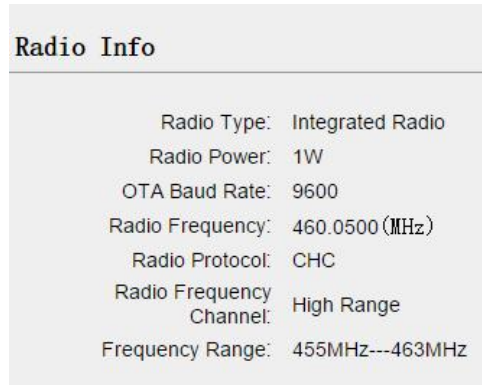 Radio Info
Radio Type: Integrated Radio
Radio Power: 1W
OTA Baud Rate: 9600
Radio Frequency: 460.0500(MHz)
Radio Protocol: CHC
Radio Frequency
Channel: High Range
Frequency Range: 455MHz---463MHz